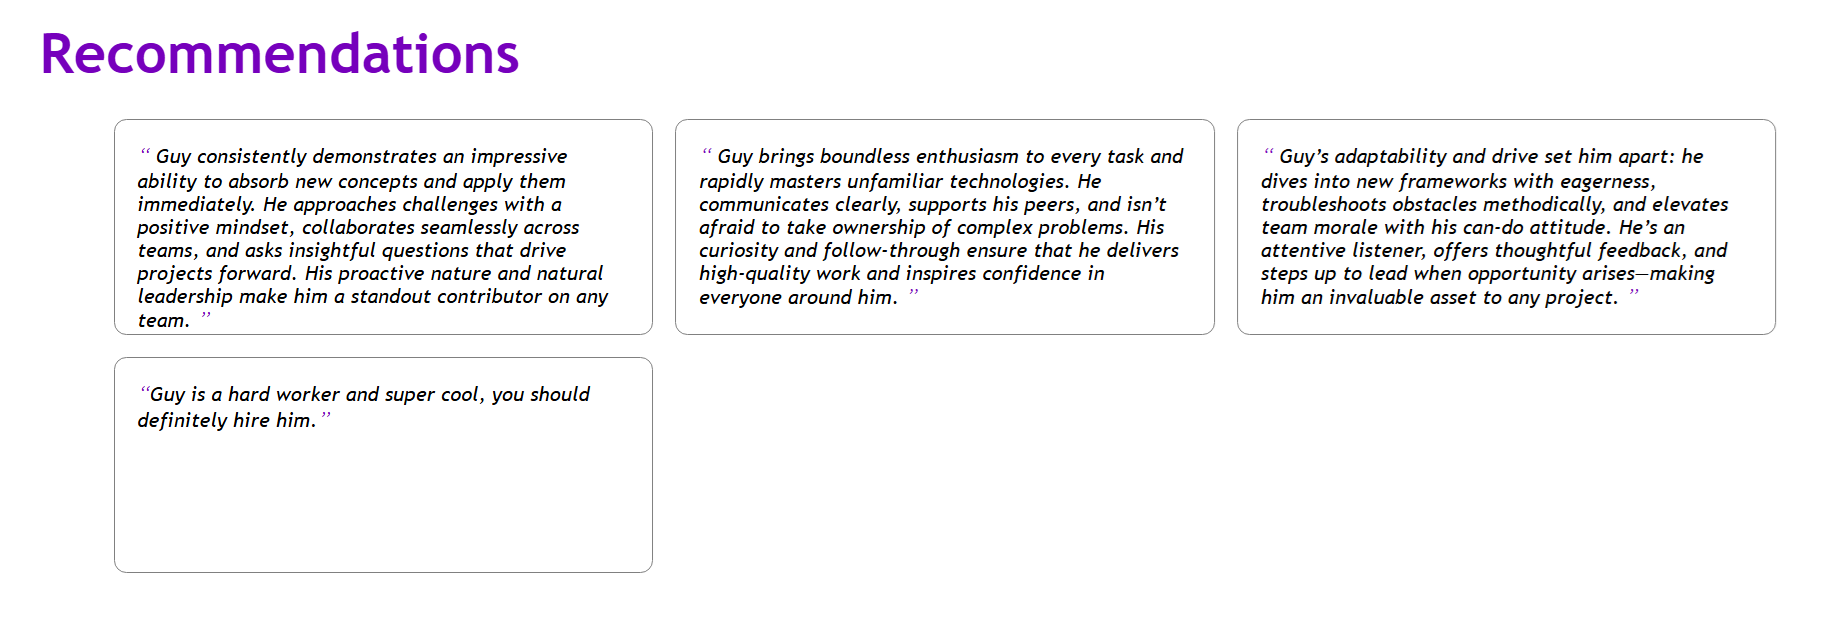 Recommendations
“ Guy consistently demonstrates an impressive
ability to absorb new concepts and apply them
immediately. He approaches challenges with a
positive mindset, collaborates seamlessly across
teams, and asks insightful questions that drive
projects forward. His proactive nature and natural
leadership make him a standout contributor on any
team. ”
“ Guy brings boundless enthusiasm to every task and
rapidly masters unfamiliar technologies. He
communicates clearly, supports his peers, and isn’t
afraid to take ownership of complex problems. His
curiosity and follow-through ensure that he delivers
high-quality work and inspires confidence in
everyone around him. ”
“ Guy’s adaptability and drive set him apart: he
dives into new frameworks with eagerness,
troubleshoots obstacles methodically, and elevates
team morale with his can-do attitude. He’s an
attentive listener, offers thoughtful feedback, and
steps up to lead when opportunity arises—making
him an invaluable asset to any project. ”
“Guy is a hard worker and super cool, you should
definitely hire him.”